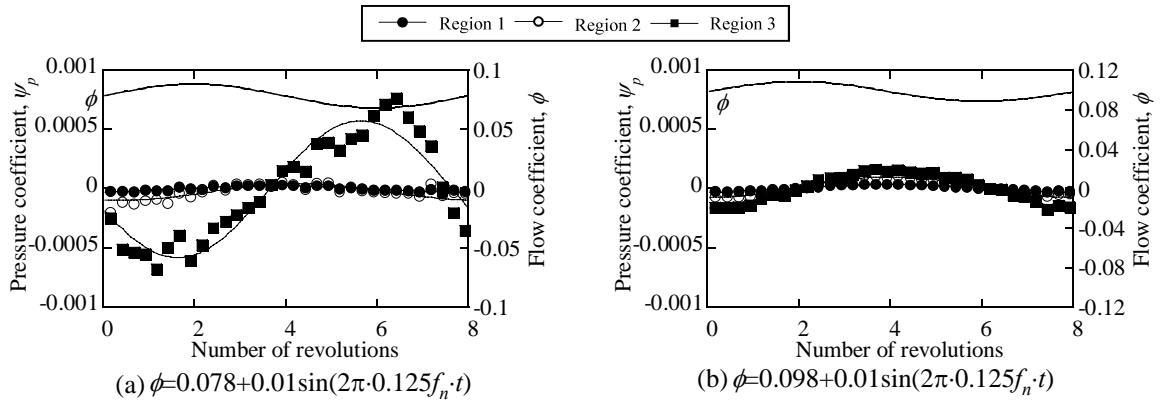 Region 1 Region 2 Region 3
Pressure coefficient, ψp
0.001
0.0005
0
-0.0005
-0.001
ϕ
0.1
0.05
0
-0.05
-0.1
Flow coefficient, ϕ
0 2 4 6 8
Number of revolutions
(a) ϕ=0.078+0.01sin(2π·0.125fn·t)
Pressure coefficient, ψp
0.001
0.0005
0
-0.0005
-0.001
ϕ
0.12
0.08
0.04
0
-0.04
-0.08
-0.12
Flow coefficient, ϕ
0 2 4 6 8
Number of revolutions
(b) ϕ=0.098+0.01sin(2π·0.125fn·t)